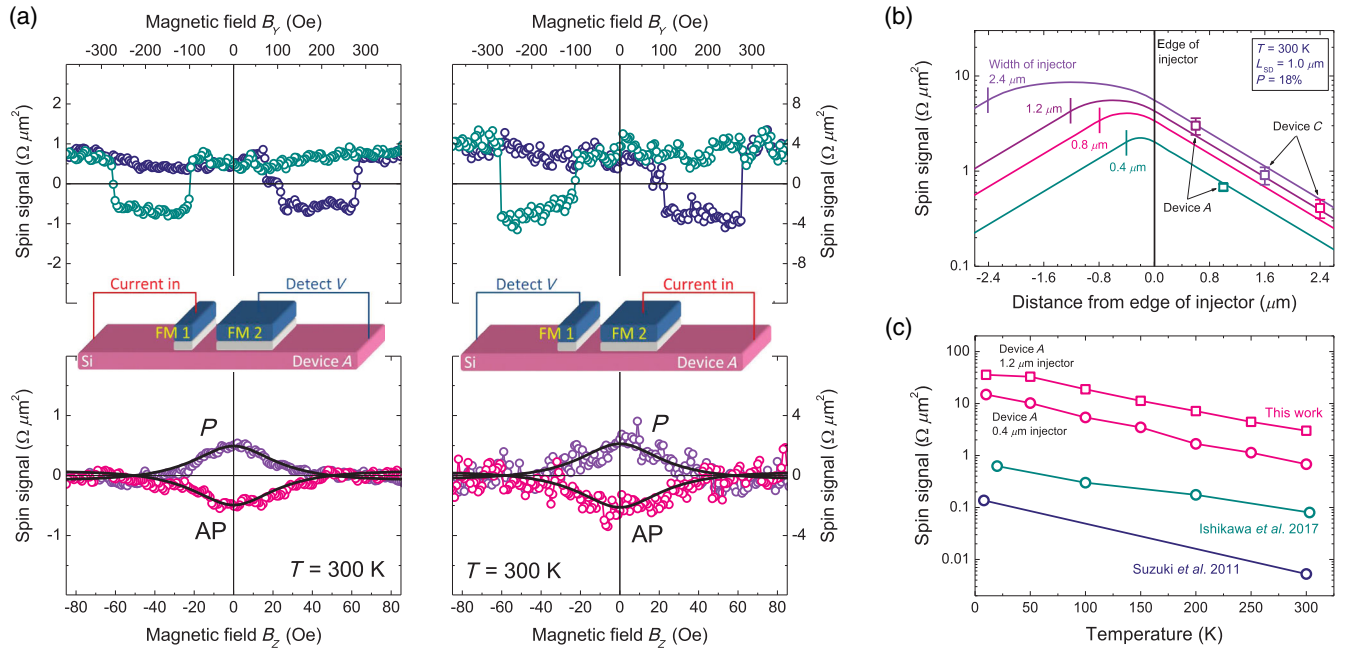 (a)
Magnetic field B_Y (Oe)
-300 -200 -100 0 100 200 300
Spin signal (Ω μm²)
2
1
0
-1
-2
Magnetic field B_Y (Oe)
-300 -200 -100 0 100 200 300
8
4
0
-4
-8
Spin signal (Ω μm²)
Current in
Detect V
FM 1
FM 2
Si
Device A
Detect V
Current in
FM 1
FM 2
Si
Device A
Spin signal (Ω μm²)
1
0
-1
P
AP
T = 300 K
-80 -60 -40 -20 0 20 40 60 80
Magnetic field B_Z (Oe)
4
0
-4
Spin signal (Ω μm²)
P
AP
T = 300 K
-80 -60 -40 -20 0 20 40 60 80
Magnetic field B_Z (Oe)
(b)
Spin signal (Ω μm²)
10
1
0.1
Width of injector
2.4 μm
1.2 μm
0.8 μm
0.4 μm
Edge of
injector
T = 300 K
L_SD = 1.0 μm
P = 18%
Device C
Device A
-2.4 -1.6 -0.8 0.0 0.8 1.6 2.4
Distance from edge of injector (μm)
(c)
Spin signal (Ω μm²)
100
10
1
0.1
0.01
Device A
1.2 μm injector
This work
Device A
0.4 μm injector
Ishikawa et al. 2017
Suzuki et al. 2011
0 50 100 150 200 250 300
Temperature (K)